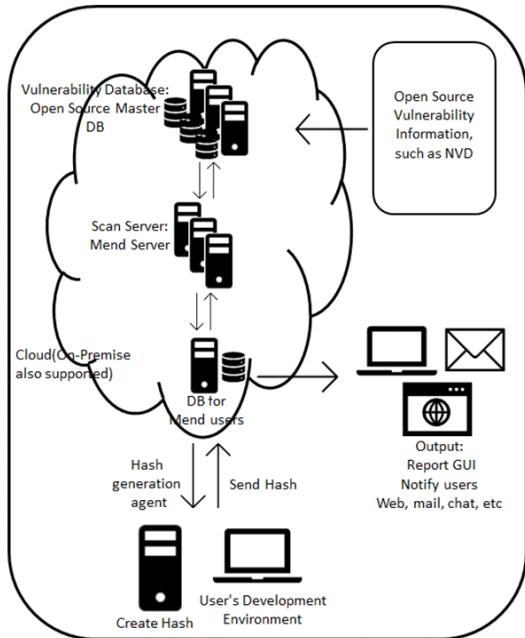 Vulnerability Database:
Open Source Master
DB
Open Source
Vulnerability
Information,
such as NVD
Scan Server:
Mend Server
Cloud(On-Premise
also supported)
DB for
Mend users
Output:
Report GUI
Notify users
Web, mail, chat, etc
Hash
generation
agent
Send Hash
Create Hash
User's Development
Environment